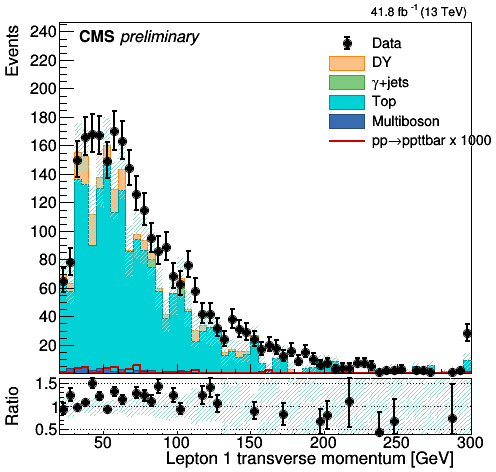 41.8 fb⁻¹ (13 TeV)
CMS preliminary
Events
240
220
200
180
160
140
120
100
80
60
40
20
Data
DY
γ+jets
Top
Multiboson
pp→ppttbar x 1000
Ratio
1.5
1
0.5
50 100 150 200 250 300
Lepton 1 transverse momentum [GeV]